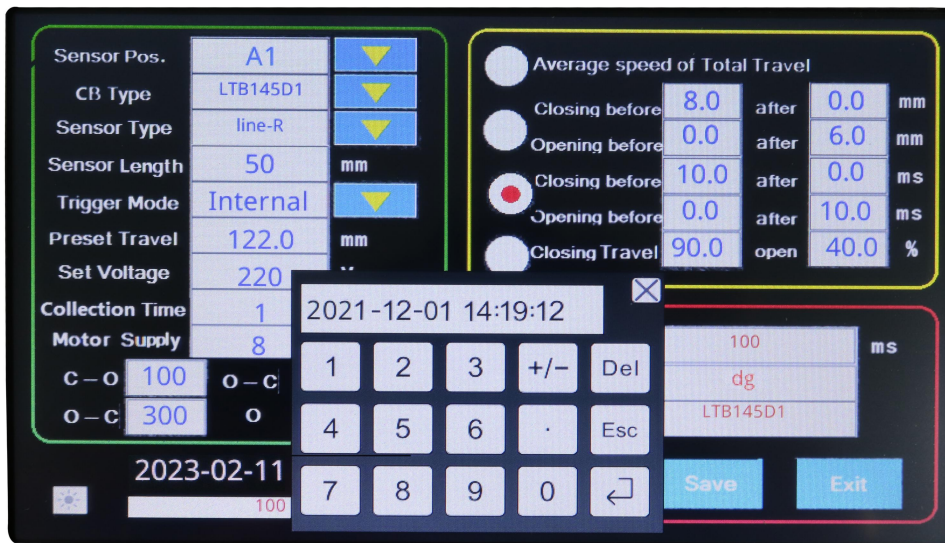 Sensor Pos. A1
CB Type LTB145D1
Sensor Type line-R
Sensor Length 50 mm
Trigger Mode Internal
Preset Travel 122.0 mm
Set Voltage 220
Collection Time 1
Motor Supply 8
C-O 100 O-C
O-C 300 O
2023-02-11
100
Average speed of Total Travel
Closing before 8.0 after 0.0 mm
Opening before 0.0 after 6.0 mm
Closing before 10.0 after 0.0 ms
Opening before 0.0 after 10.0 ms
Closing Travel 90.0 open 40.0 %
2021-12-01 14:19:12
1 2 3 +/- Del
4 5 6 . Esc
7 8 9 0
100 ms
dg
LTB145D1
Save Exit